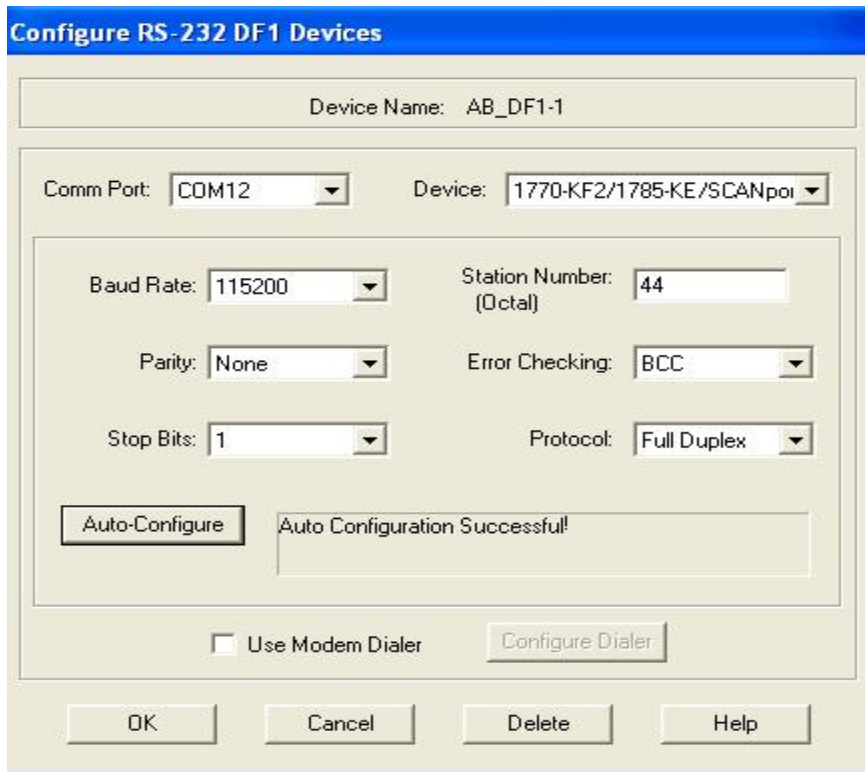 Configure RS-232 DF1 Devices
Device Name: AB_DF1-1
Comm Port: COM12 Device: 1770-KF2/1785-KE/SCANpor
Baud Rate: 115200 Station Number: 44
(Octal)
Parity: None Error Checking: BCC
Stop Bits: 1 Protocol: Full Duplex
Auto-Configure Auto Configuration Successful!
Use Modem Dialer Configure Dialer
OK Cancel Delete Help